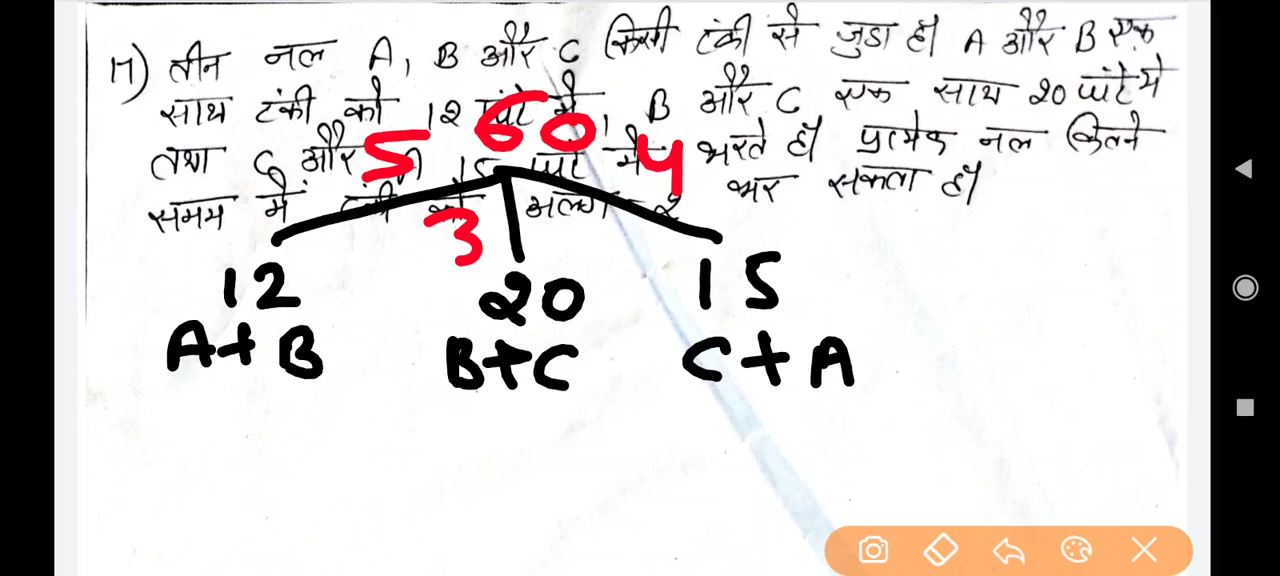 17) तीन नल A, B और C किसी टंकी से जुडा है। A और B एक
साथ टंकी को 12 घंटे में, B और C एक साथ 20 घंटे मे
तथा C और 15 घंटे में भरते है। प्रत्येक नल कितने
समय में को अलग-२ भर सकता है।
60
5 3 4
12 20 15
A+B B+C C+A